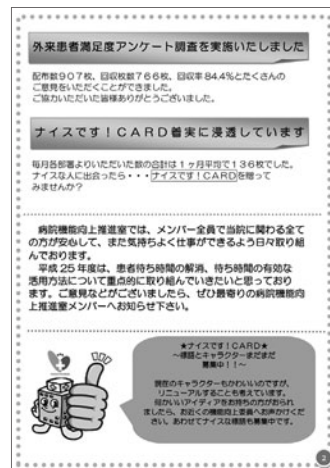 外来患者満足度アンケート調査を実施いたしました
配布数907枚、回収枚数766枚、回収率84.4%とたくさんの
ご意見をいただくことができました。
ご協力いただいた皆様ありがとうございました。
ナイスです!CARD着実に浸透しています
毎月各部署よりいただいた数の合計は1ヶ月平均で136枚でした。
ナイスな人に出会ったら・・・ナイスです!CARDを贈って
みませんか?
病院機能向上推進室では、メンバー全員で当院に関わる全て
の方が安心して、また気持ちよく仕事ができるよう日々取り組
んでおります。
平成25年度は、患者待ち時間の解消、待ち時間の有効な
活用方法について重点的に取り組んでいきたいと思っており
ます。ご意見などがございましたら、ぜひ最寄りの病院機能向
上推進室メンバーへお知らせ下さい。
★ナイスです!CARD★
~標語とキャラクターまだまだ
募集中!!~
現在のキャラクターもかわいいのですが、
リニューアルすることも考えています。
何かいいアイディアをお持ちの方がおられ
ましたら、お近くの機能向上委員へお声かけくだ
さい。あわせてナイスな標語も募集中です。
2